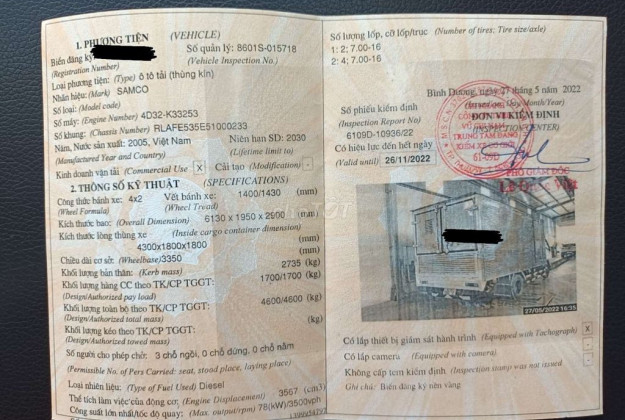 1. PHƯƠNG TIỆN (VEHICLE)
Biển đăng ký:
(Registration Number)
Số quản lý: 8601S-015718
(Vehicle Inspection No.)
Loại phương tiện: (Type) ô tô tải (thùng kín)
Nhãn hiệu: (Mark) SAMCO
Số loại: (Model code)
Số máy: (Engine Number) 4D32-K33253
Số khung: (Chassis Number) RLAFE535E51000233
Năm, Nước sản xuất: 2005, Việt Nam
(Manufactured Year and Country)
Niên hạn SD: 2030
(Lifetime limit to)
Kinh doanh vận tải (Commercial Use) X Cải tạo (Modification) -
2. THÔNG SỐ KỸ THUẬT (SPECIFICATIONS)
Công thức bánh xe: 4x2 Vết bánh xe: 1400/1430 (mm)
(Wheel Formula) (Wheel Tread)
Kích thước bao: (Overall Dimension) 6130 x 1950 x 2900 (mm)
Kích thước lòng thùng xe (Inside cargo container dimension)
4300x1800x1800 (mm)
Chiều dài cơ sở: (Wheelbase) 3350 (mm)
Khối lượng bản thân: (Kerb mass) 2735 (kg)
Khối lượng hàng CC theo TK/CP TGGT: 1700/1700 (kg)
(Design/Authorized pay load)
Khối lượng toàn bộ theo TK/CP TGGT: 4600/4600 (kg)
(Design/Authorized total mass)
Khối lượng kéo theo TK/CP TGGT: (kg)
(Design/Authorized towed mass)
Số người cho phép chở: 3 chỗ ngồi, 0 chỗ đứng, 0 chỗ nằm
(Permissible No. of Pers Carried: seat, stood place, laying place)
Loại nhiên liệu: (Type of Fuel Used) Diesel
Thể tích làm việc của động cơ: (Engine Displacement) 3567 (cm3)
Công suất lớn nhất/tốc độ quay: (Max. output/rpm) 78(kW)/3500vph
Số lượng lốp, cỡ lốp/trục (Number of tires; Tire size/axle)
1: 2; 7.00-16
2: 4; 7.00-16
Bình Dương, ngày 27 tháng 5 năm 2022
(Issued on: Day/Month/Year)
Số phiếu kiểm định
(Inspection Report No)
6109D-10936/22
ĐƠN VỊ KIỂM ĐỊNH
(INSPECTION CENTER)
Có hiệu lực đến hết ngày
(Valid until) 26/11/2022
TRUNG TÂM ĐĂNG
KIỂM XE CƠ GIỚI
61-09D
PHÓ GIÁM ĐỐC
27/05/2022 16:35
Có lắp thiết bị giám sát hành trình (Equipped with Tachograph) X
Có lắp camera (Equipped with camera) -
Không cấp tem kiểm định (Inspection stamp was not issued -
Ghi chú: Biển đăng ký nền vàng